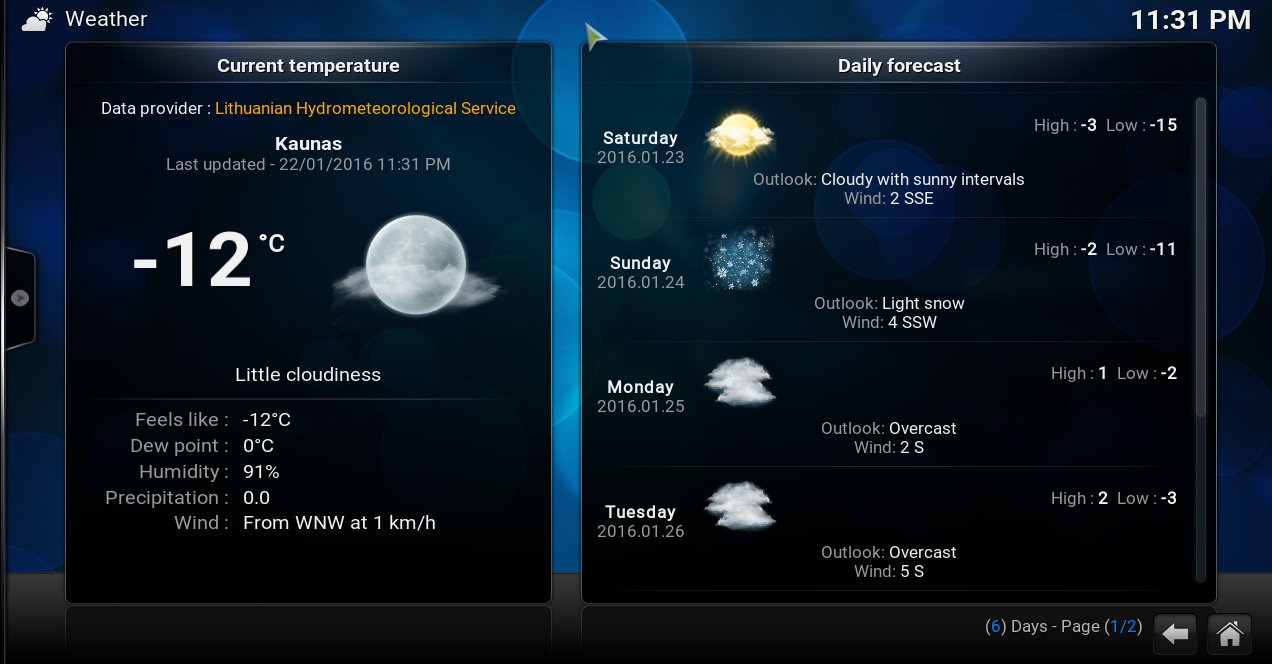 Weather
11:31 PM
Current temperature
Data provider : Lithuanian Hydrometeorological Service
Kaunas
Last updated - 22/01/2016 11:31 PM
-12 °C
Little cloudiness
Feels like : -12°C
Dew point : 0°C
Humidity : 91%
Precipitation : 0.0
Wind : From WNW at 1 km/h
Daily forecast
Saturday
2016.01.23
High : -3 Low : -15
Outlook: Cloudy with sunny intervals
Wind: 2 SSE
Sunday
2016.01.24
High : -2 Low : -11
Outlook: Light snow
Wind: 4 SSW
Monday
2016.01.25
High : 1 Low : -2
Outlook: Overcast
Wind: 2 S
Tuesday
2016.01.26
High : 2 Low : -3
Outlook: Overcast
Wind: 5 S
(6) Days - Page (1/2)